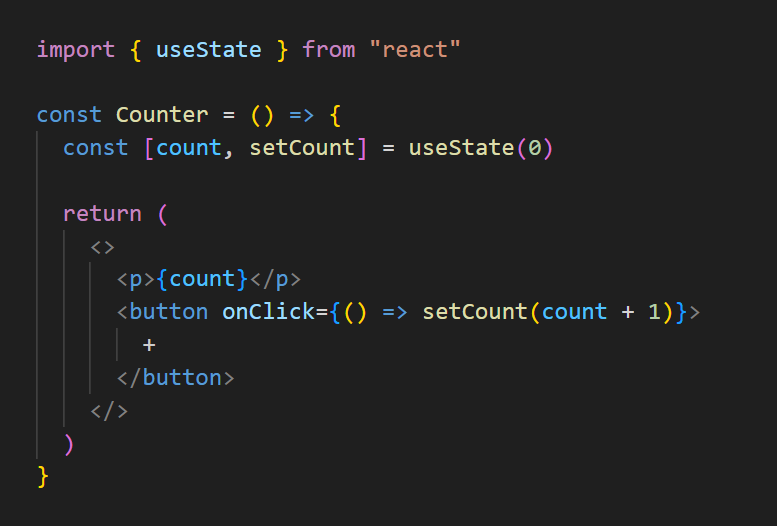 import { useState } from "react"
const Counter = () => {
const [count, setCount] = useState(0)
return (
<>
<p>{count}</p>
<button onClick={() => setCount(count + 1)}>
+
</button>
</>
)
}